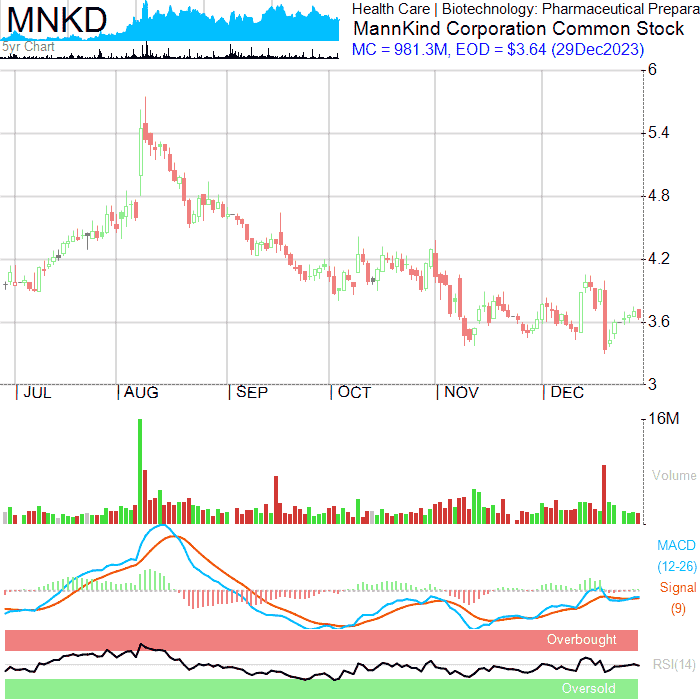 MNKD
5yr Chart
Health Care | Biotechnology: Pharmaceutical Prepara
MannKind Corporation Common Stock
MC = 981.3M, EOD = $3.64 (29Dec2023)
6
5.4
4.8
4.2
3.6
3
JUL AUG SEP OCT NOV DEC
16M
Volume
MACD
(12-26)
Signal
(9)
Overbought
RSI(14)
Oversold